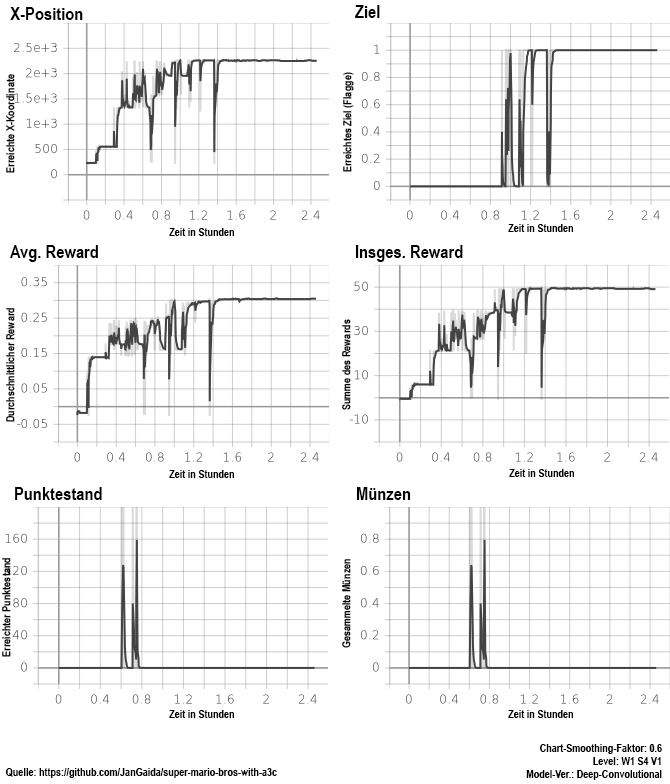 X-Position
Ziel
Erreichte X-Koordinate
2.5e+3
2e+3
1.5e+3
1e+3
500
0
0 0.4 0.8 1.2 1.6 2 2.4
Zeit in Stunden
Erreichtes Ziel (Flagge)
1
0.8
0.6
0.4
0.2
0
0 0.4 0.8 1.2 1.6 2 2.4
Zeit in Stunden
Avg. Reward
Insges. Reward
Durchschnittlicher Reward
0.35
0.25
0.15
0.05
-0.05
0 0.4 0.8 1.2 1.6 2 2.4
Zeit in Stunden
Summe des Rewards
50
30
10
-10
0 0.4 0.8 1.2 1.6 2 2.4
Zeit in Stunden
Punktestand
Münzen
Erreichter Punktestand
160
120
80
40
0
0 0.4 0.8 1.2 1.6 2 2.4
Zeit in Stunden
Gesammelte Münzen
0.8
0.6
0.4
0.2
0
0 0.4 0.8 1.2 1.6 2 2.4
Zeit in Stunden
Chart-Smoothing-Faktor: 0.6
Level: W1 S4 V1
Quelle: https://github.com/JanGaida/super-mario-bros-with-a3c
Model-Ver.: Deep-Convolutional